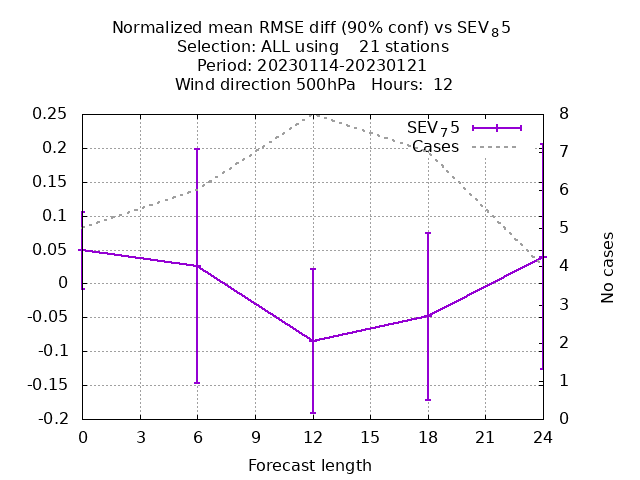 Normalized mean RMSE diff (90% conf) vs SEV₈5
Selection: ALL using    21 stations
Period: 20230114-20230121
Wind direction 500hPa   Hours:  12
SEV₇5
Cases
0.25
0.2
0.15
0.1
0.05
0
-0.05
-0.1
-0.15
-0.2
8
7
6
5
4
3
2
1
0
No cases
0 3 6 9 12 15 18 21 24
Forecast length